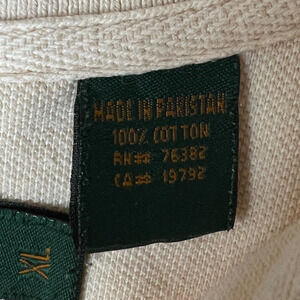 MADE IN PAKISTAN
100% COTTON
RN## 76382
CA## 19792
XL